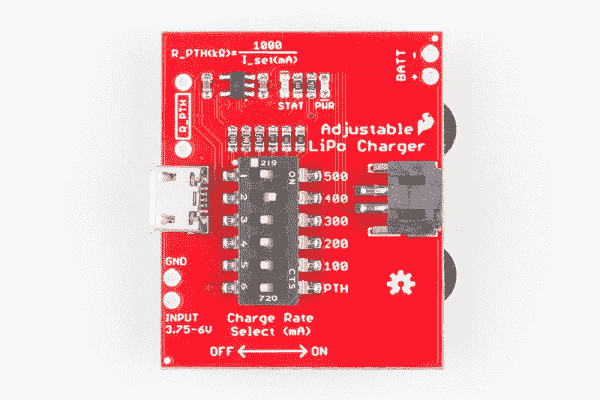 R_PTH(kΩ)= 1000
I_sel(mA)
BATT - +
R_PTH
STAT PWR
Adjustable
LiPo Charger
219
ON
1 500
2 400
3 300
4 200
5 100
6 PTH
CTS
720
GND
INPUT
3.75-6V
Charge Rate
Select (mA)
OFF ON